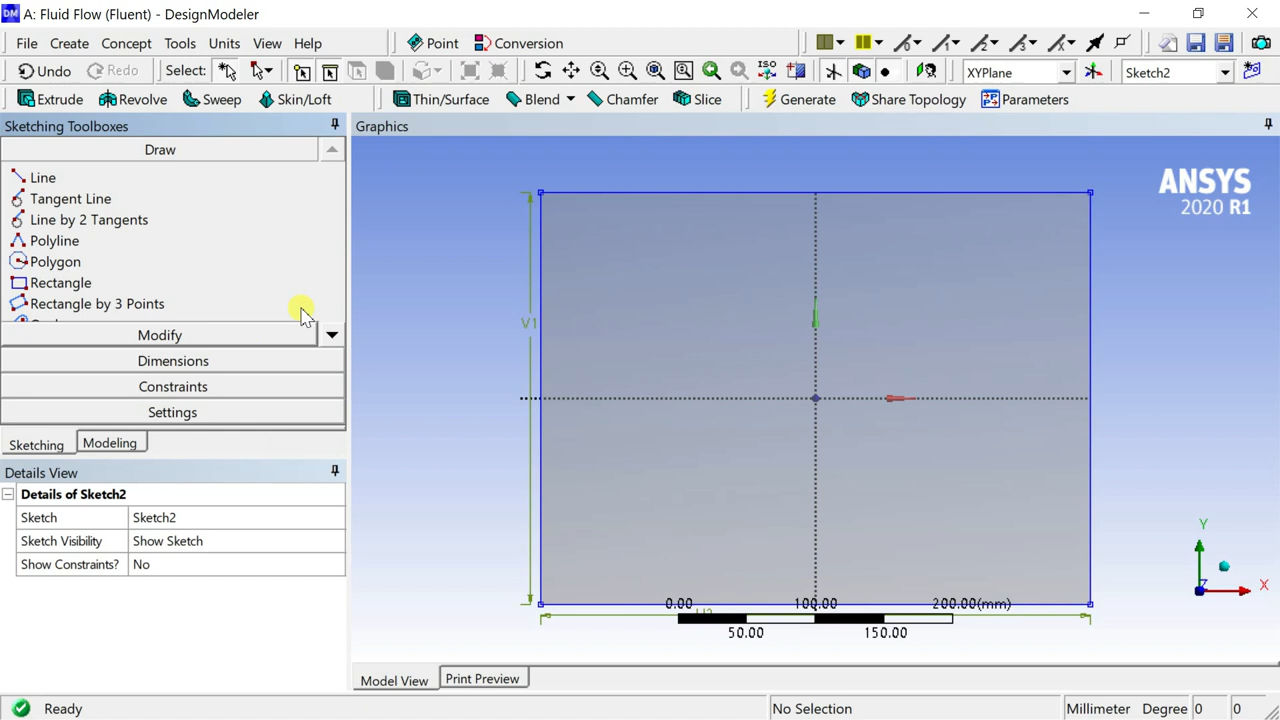 A: Fluid Flow (Fluent) - DesignModeler
File Create Concept Tools Units View Help
Point Conversion
Undo Redo Select: ISO XYPlane Sketch2
Extrude Revolve Sweep Skin/Loft Thin/Surface Blend Chamfer Slice Generate Share Topology Parameters
Sketching Toolboxes
Draw
Line
Tangent Line
Line by 2 Tangents
Polyline
Polygon
Rectangle
Rectangle by 3 Points
Modify
Dimensions
Constraints
Settings
Sketching Modeling
Details View
Details of Sketch2
Sketch Sketch2
Sketch Visibility Show Sketch
Show Constraints? No
Graphics
ANSYS
2020 R1
V1
0.00 100.00 200.00(mm)
50.00 150.00
Y
X
Model View Print Preview
Ready No Selection Millimeter Degree 0 0